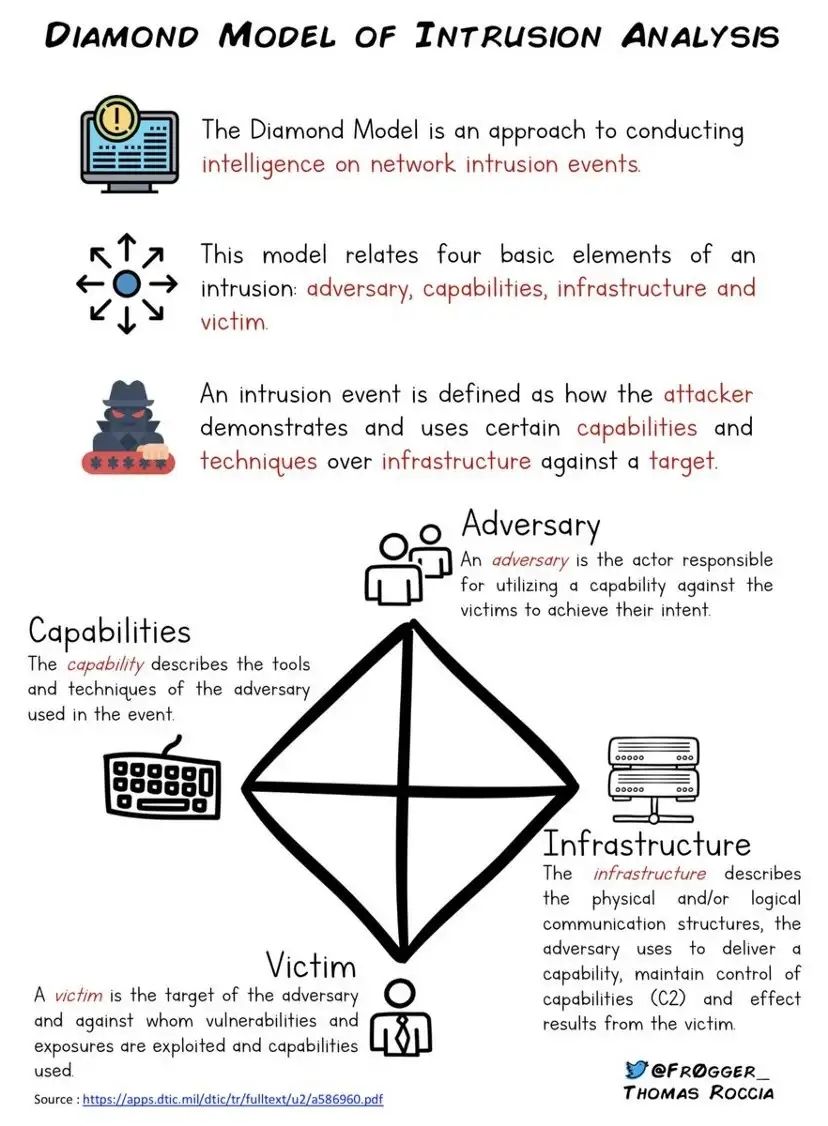 Diamond Model of Intrusion Analysis
The Diamond Model is an approach to conducting
intelligence on network intrusion events.
This model relates four basic elements of an
intrusion: adversary, capabilities, infrastructure and
victim.
An intrusion event is defined as how the attacker
demonstrates and uses certain capabilities and
techniques over infrastructure against a target.
Adversary
An adversary is the actor responsible
for utilizing a capability against the
victims to achieve their intent.
Capabilities
The capability describes the tools
and techniques of the adversary
used in the event.
Infrastructure
The infrastructure describes
the physical and/or logical
communication structures, the
adversary uses to deliver a
capability, maintain control of
capabilities (C2) and effect
results from the victim.
Victim
A victim is the target of the adversary
and against whom vulnerabilities and
exposures are exploited and capabilities
used.
Source : https://apps.dtic.mil/dtic/tr/fulltext/u2/a586960.pdf
@Fr0gger_
Thomas Roccia